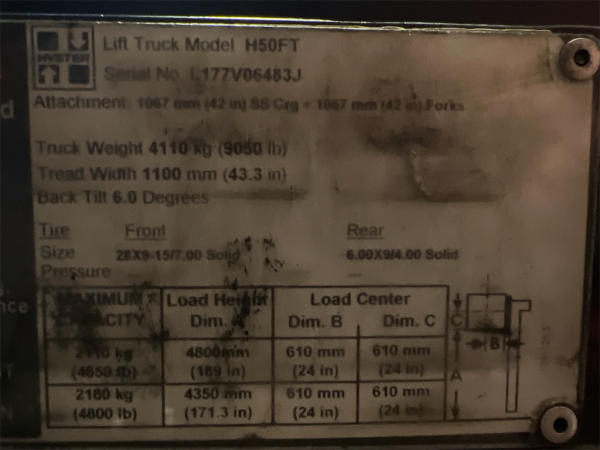 HYSTER
Lift Truck Model H50FT
Serial No. L177V06483J
Attachment: 1067 mm (42 in) SS Crg + 1067 mm (42 in) Forks
Truck Weight 4110 kg (9050 lb)
Tread Width 1100 mm (43.3 in)
Back Tilt 6.0 Degrees
Tire Front Rear
Size 28X9-15/7.00 Solid 6.00X9/4.00 Solid
Pressure
MAXIMUM CAPACITY Load Height Dim. A Load Center
Dim. B Dim. C
kg (4850 lb) 4800mm (189 in) 610 mm (24 in) 610 mm (24 in)
2180 kg (4800 lb) 4350 mm (171.3 in) 610 mm (24 in) 610 mm (24 in)
C
B
A